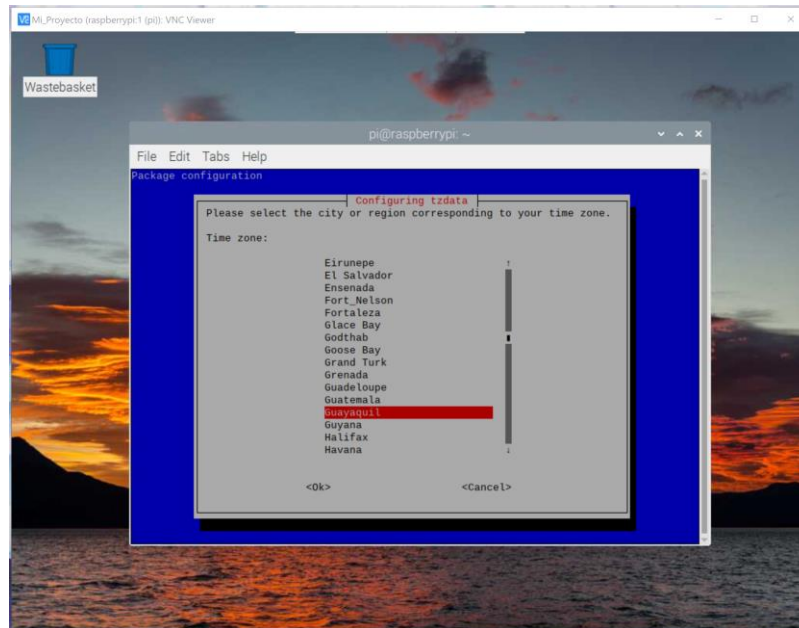 Mi_Proyecto (raspberrypi:1 (pi)): VNC Viewer
Wastebasket
pi@raspberrypi: ~
File Edit Tabs Help
Package configuration
Configuring tzdata
Please select the city or region corresponding to your time zone.
Time zone:
Eirunepe
El Salvador
Ensenada
Fort_Nelson
Fortaleza
Glace Bay
Godthab
Goose Bay
Grand Turk
Grenada
Guadeloupe
Guatemala
Guayaquil
Guyana
Halifax
Havana
<Ok> <Cancel>